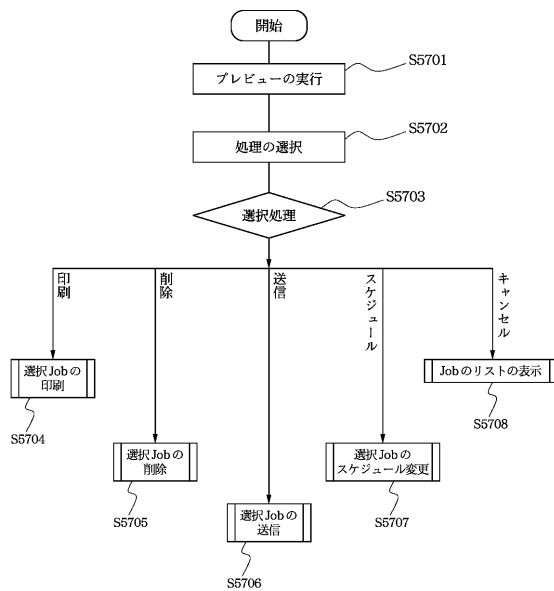 開始
プレビューの実行
S5701
処理の選択
S5702
選択処理
S5703
印刷
削除
送信
スケジュール
キャンセル
選択Jobの
印刷
S5704
選択Jobの
削除
S5705
選択Jobの
送信
S5706
選択Jobの
スケジュール変更
S5707
Jobのリストの表示
S5708